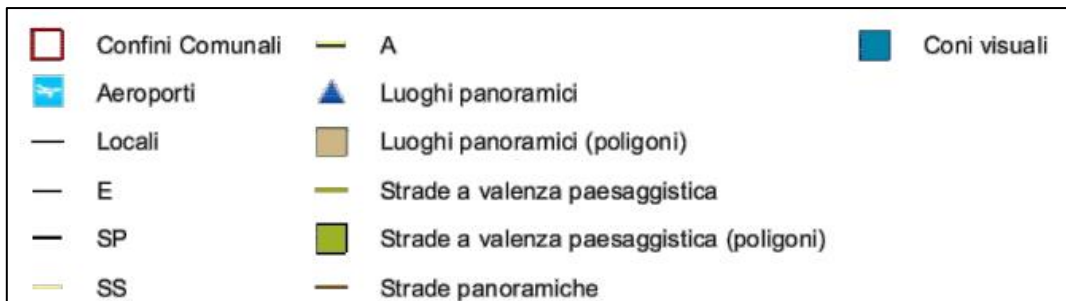 Confini Comunali
Aeroporti
Locali
E
SP
SS
A
Luoghi panoramici
Luoghi panoramici (poligoni)
Strade a valenza paesaggistica
Strade a valenza paesaggistica (poligoni)
Strade panoramiche
Coni visuali